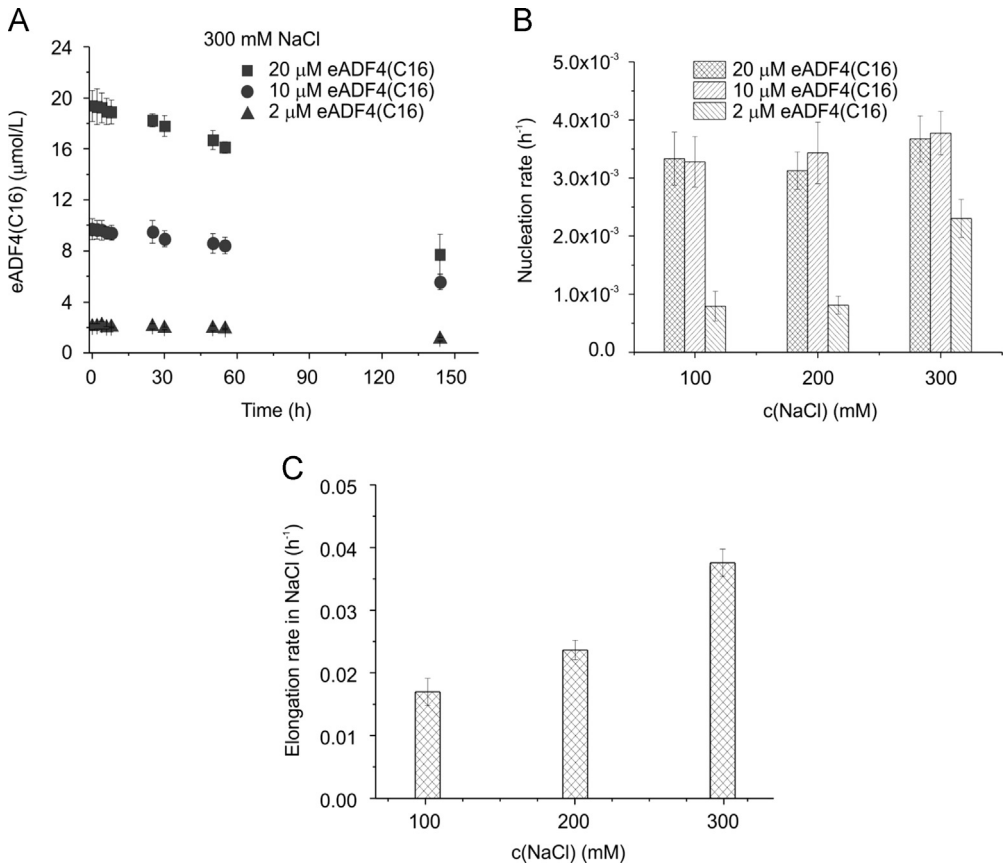 A
300 mM NaCl
20 µM eADF4(C16)
10 µM eADF4(C16)
2 µM eADF4(C16)
eADF4(C16) (µmol/L)
24
20
16
12
8
4
0
0 30 60 90 120 150
Time (h)
B
20 µM eADF4(C16)
10 µM eADF4(C16)
2 µM eADF4(C16)
Nucleation rate (h⁻¹)
5.0x10⁻³
4.0x10⁻³
3.0x10⁻³
2.0x10⁻³
1.0x10⁻³
0.0
100 200 300
c(NaCl) (mM)
C
Elongation rate in NaCl (h⁻¹)
0.05
0.04
0.03
0.02
0.01
0.00
100 200 300
c(NaCl) (mM)